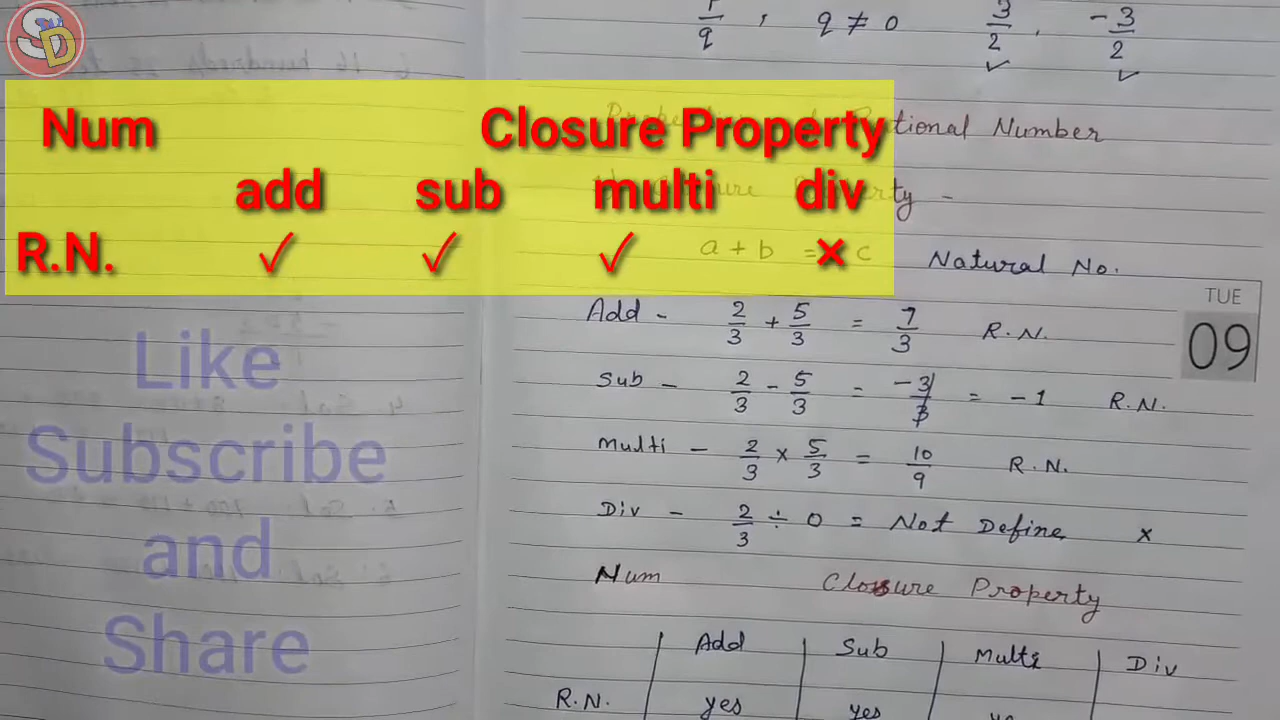 SD
p/q , q ≠ 0 3/2 , -3/2
✓ ✓
Num Closure Property
add sub multi div
R.N. ✓ ✓ ✓ ×
Rational Number
Property -
a + b = c Natural No.
TUE
09
Add - 2/3 + 5/3 = 7/3 R.N.
Sub - 2/3 - 5/3 = -3/3 = -1 R.N.
Multi - 2/3 × 5/3 = 10/9 R.N.
Div - 2/3 ÷ 0 = Not Define ×
Num Closure Property
Add Sub Multi Div
R.N. yes yes
Like
Subscribe
and
Share